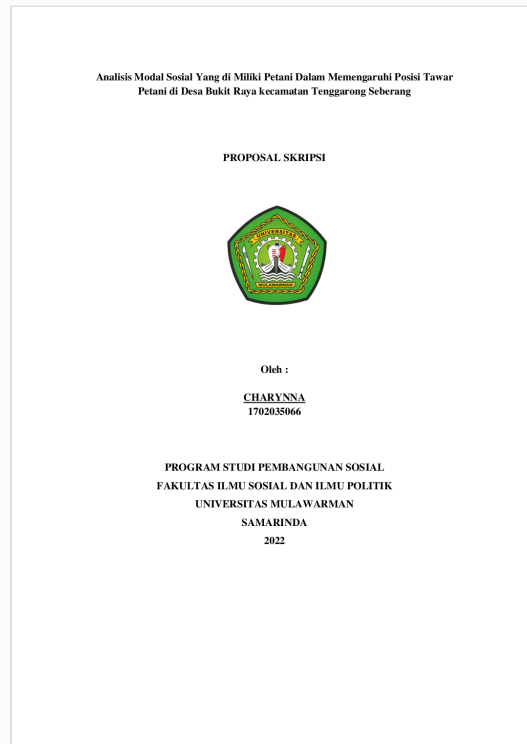 Analisis Modal Sosial Yang di Miliki Petani Dalam Memengaruhi Posisi Tawar
Petani di Desa Bukit Raya kecamatan Tenggarong Seberang
PROPOSAL SKRIPSI
UNIVERSITAS
MULAWARMAN
Oleh :
CHARYNNA
1702035066
PROGRAM STUDI PEMBANGUNAN SOSIAL
FAKULTAS ILMU SOSIAL DAN ILMU POLITIK
UNIVERSITAS MULAWARMAN
SAMARINDA
2022